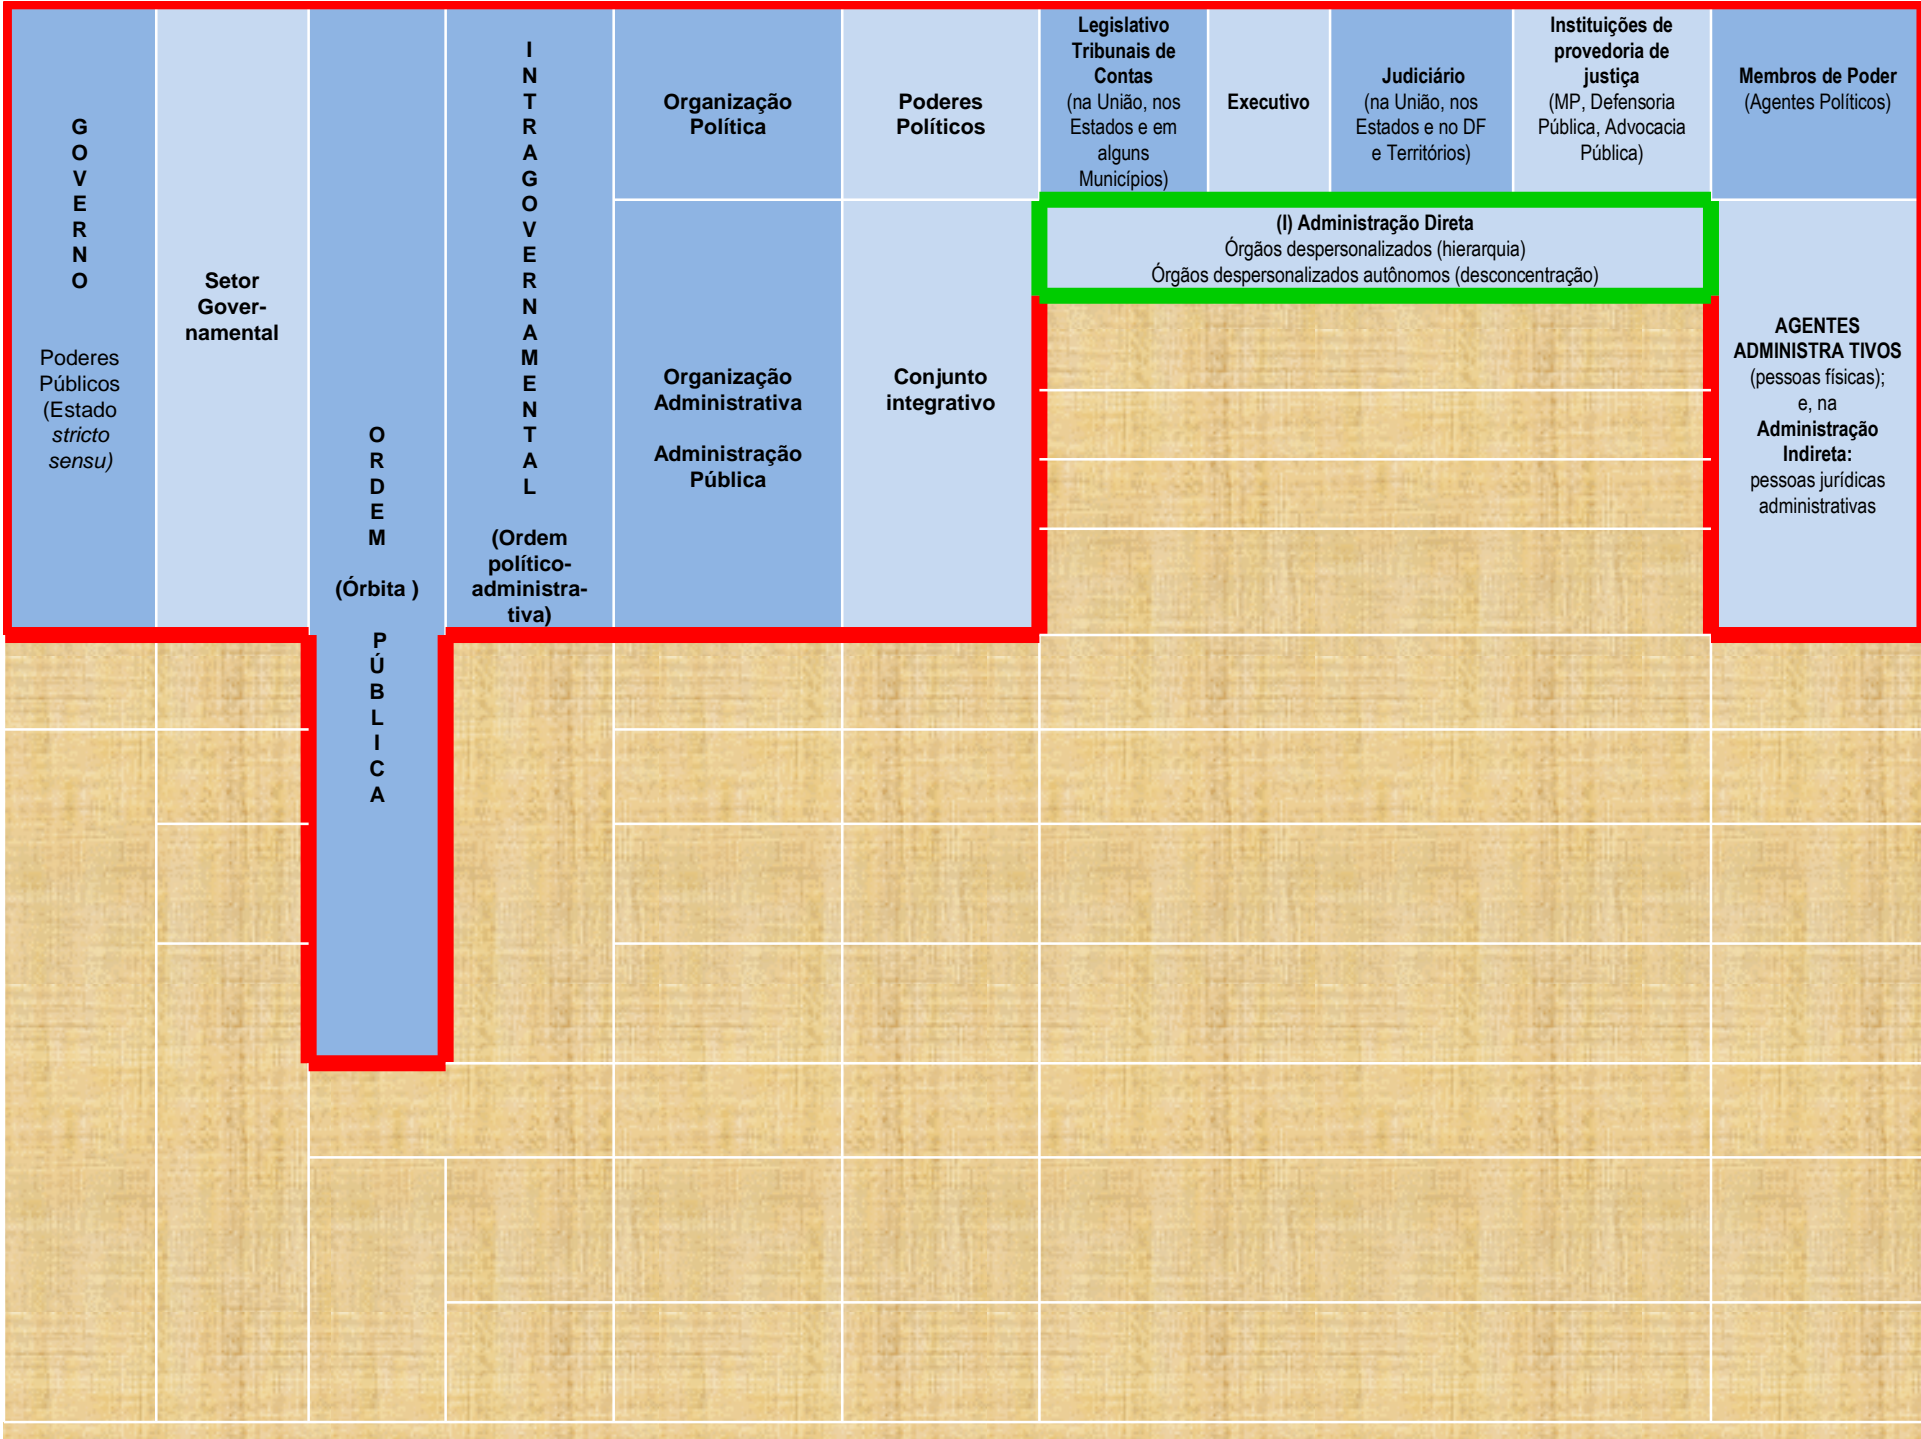 G
O
V
E
R
N
O
Poderes
Públicos
(Estado
stricto
sensu)
Setor
Gover-
namental
O
R
D
E
M
(Órbita )
P
Ú
B
L
I
C
A
I
N
T
R
A
G
O
V
E
R
N
A
M
E
N
T
A
L
(Ordem
político-
administra-
tiva)
Organização
Política
Poderes
Políticos
Legislativo
Tribunais de
Contas
(na União, nos
Estados e em
alguns
Municípios)
Executivo
Judiciário
(na União, nos
Estados e no DF
e Territórios)
Instituições de
provedoria de
justiça
(MP, Defensoria
Pública, Advocacia
Pública)
Membros de Poder
(Agentes Políticos)
Organização
Administrativa
Administração
Pública
Conjunto
integrativo
(I) Administração Direta
Órgãos despersonalizados (hierarquia)
Órgãos despersonalizados autônomos (desconcentração)
AGENTES
ADMINISTRA TIVOS
(pessoas físicas);
e, na
Administração
Indireta:
pessoas jurídicas
administrativas